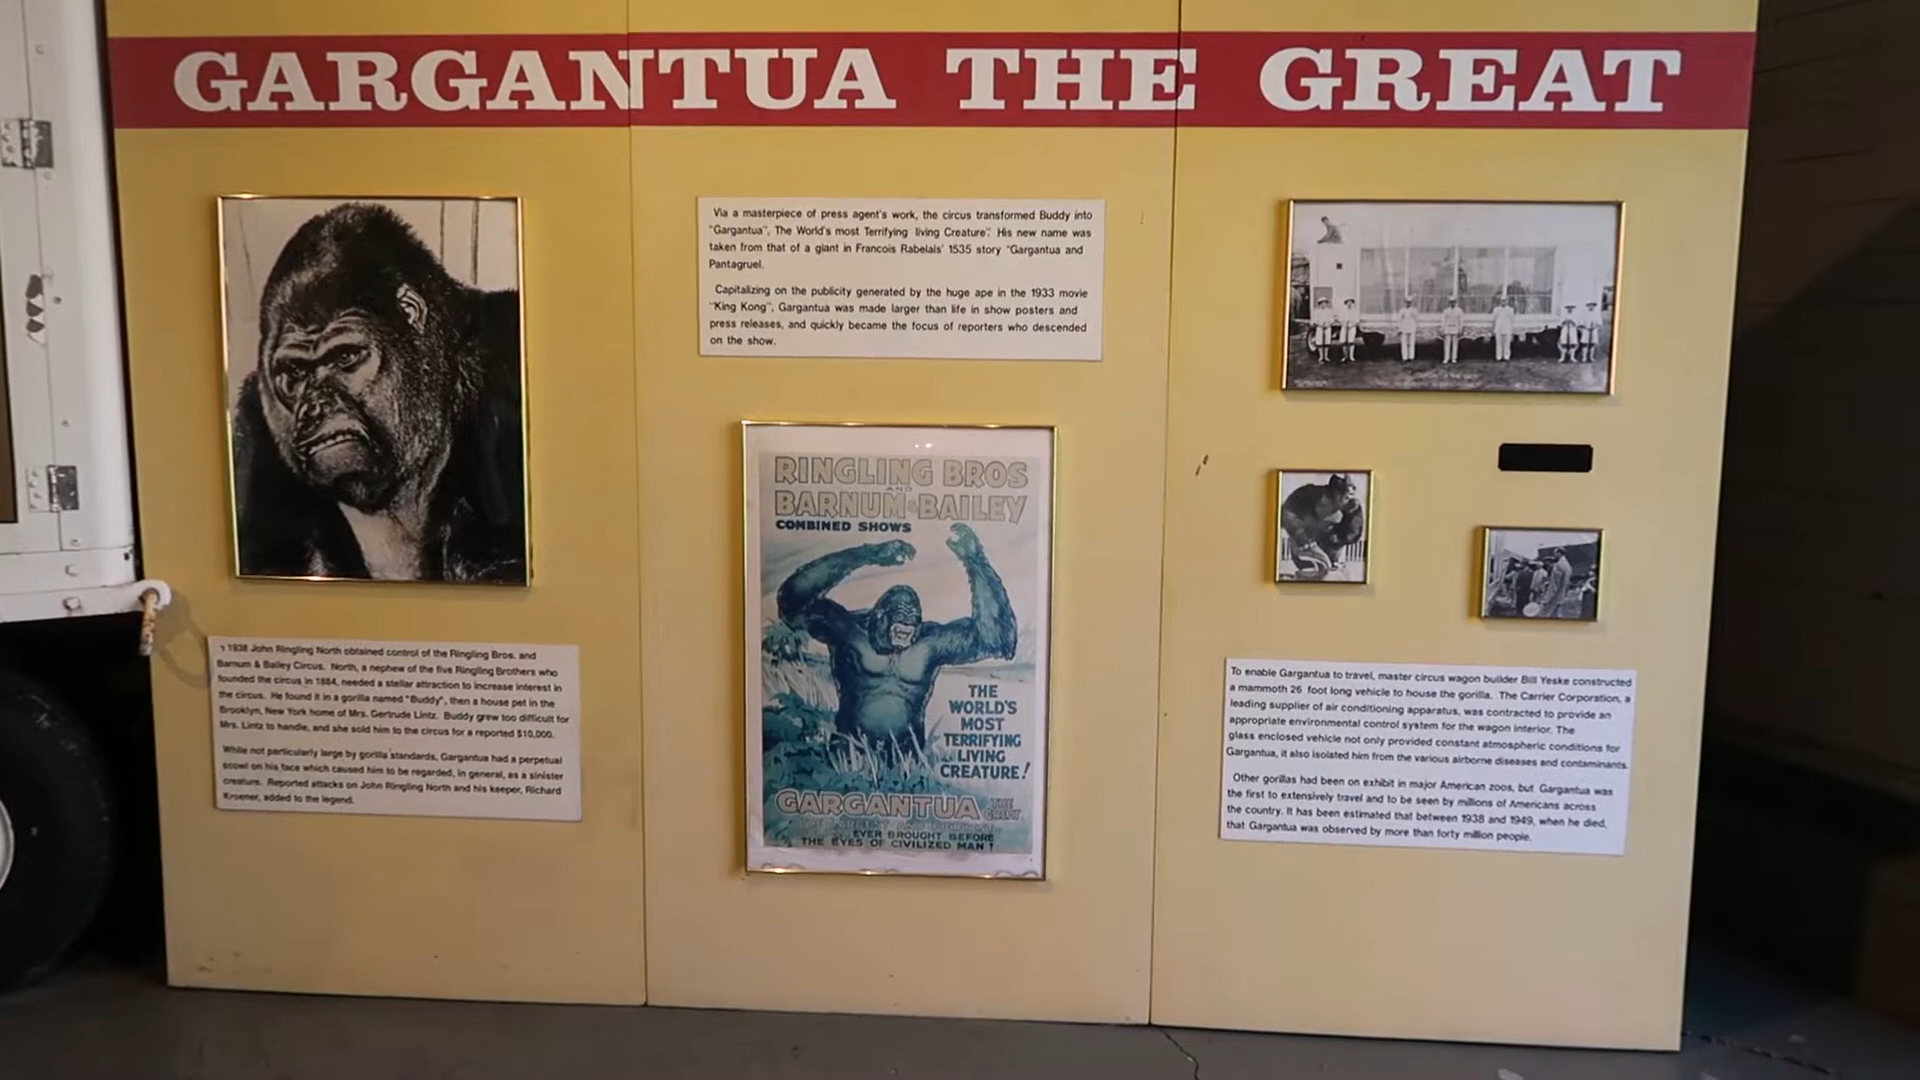 GARGANTUA THE GREAT
1938 John Ringling North obtained control of the Ringling Bros. and
Barnum & Bailey Circus. North, a nephew of the five Ringling Brothers who
founded the circus in 1884, needed a stellar attraction to increase interest in
the circus. He found it in a gorilla named "Buddy", then a house pet in the
Brooklyn, New York home of Mrs. Gertrude Lintz. Buddy grew too difficult for
Mrs. Lintz to handle, and she sold him to the circus for a reported $10,000.
While not particularly large by gorilla standards, Gargantua had a perpetual
scowl on his face which caused him to be regarded, in general, as a sinister
creature. Reported attacks on John Ringling North and his keeper, Richard
Kroener, added to the legend.
Via a masterpiece of press agent's work, the circus transformed Buddy into
"Gargantua", The World's most Terrifying living Creature". His new name was
taken from that of a giant in Francois Rabelais' 1535 story "Gargantua and
Pantagruel.
Capitalizing on the publicity generated by the huge ape in the 1933 movie
"King Kong", Gargantua was made larger than life in show posters and
press releases, and quickly became the focus of reporters who descended
on the show.
RINGLING BROS
AND
BARNUM & BAILEY
COMBINED SHOWS
THE
WORLD'S
MOST
TERRIFYING
LIVING
CREATURE!
GARGANTUA THE GREAT
EVER BROUGHT BEFORE
THE EYES OF CIVILIZED MAN!
To enable Gargantua to travel, master circus wagon builder Bill Yeske constructed
a mammoth 26 foot long vehicle to house the gorilla. The Carrier Corporation, a
leading supplier of air conditioning apparatus, was contracted to provide an
appropriate environmental control system for the wagon interior. The
glass enclosed vehicle not only provided constant atmospheric conditions for
Gargantua, it also isolated him from the various airborne diseases and contaminants.
Other gorillas had been on exhibit in major American zoos, but Gargantua was
the first to extensively travel and to be seen by millions of Americans across
the country. It has been estimated that between 1938 and 1949, when he died,
that Gargantua was observed by more than forty million people.